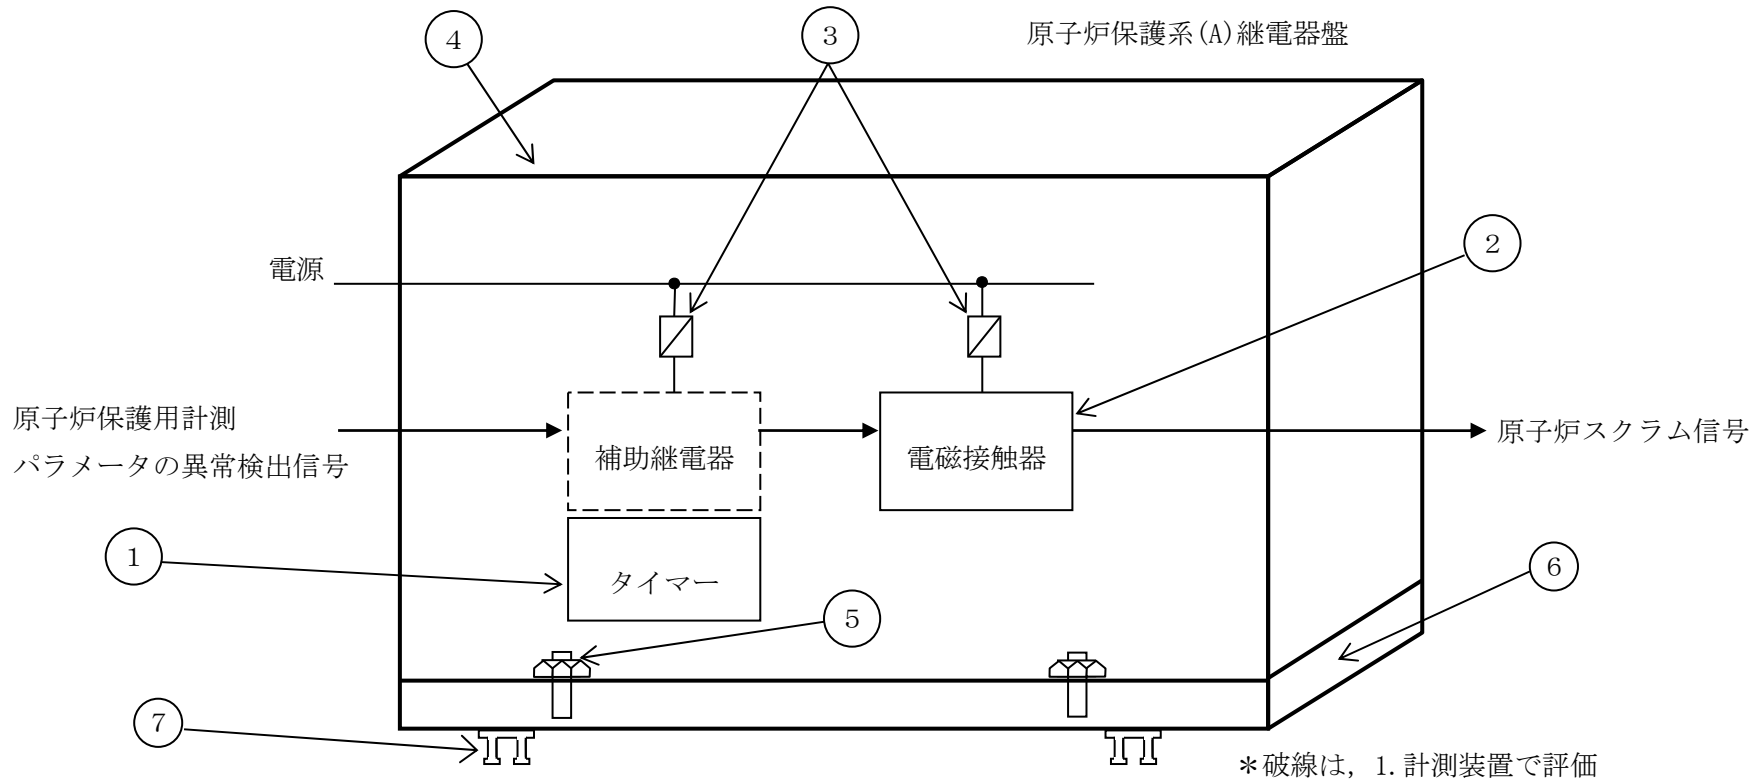 ④
③
原子炉保護系(A)継電器盤
②
電源
原子炉保護用計測
パラメータの異常検出信号
補助継電器
電磁接触器
原子炉スクラム信号
①
タイマー
⑤
⑥
⑦
＊破線は，1.計測装置で評価